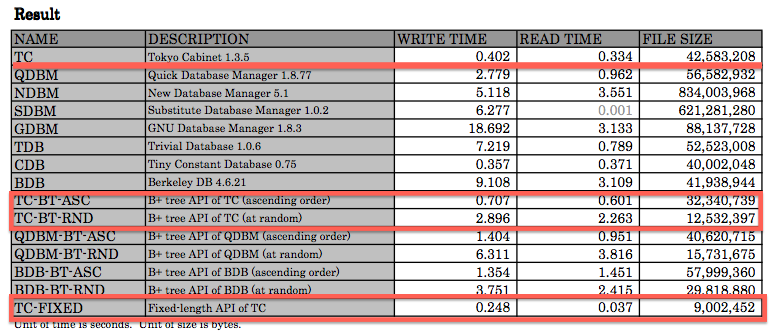 Result
NAME DESCRIPTION WRITE TIME READ TIME FILE SIZE
TC Tokyo Cabinet 1.3.5 0.402 0.334 42,583,208
QDBM Quick Database Manager 1.8.77 2.779 0.962 56,582,932
NDBM New Database Manager 5.1 5.118 3.551 834,003,968
SDBM Substitute Database Manager 1.0.2 6.277 0.001 621,281,280
GDBM GNU Database Manager 1.8.3 18.692 3.133 88,137,728
TDB Trivial Database 1.0.6 7.219 0.789 52,523,008
CDB Tiny Constant Database 0.75 0.357 0.371 40,002,048
BDB Berkeley DB 4.6.21 9.108 3.109 41,938,944
TC-BT-ASC B+ tree API of TC (ascending order) 0.707 0.601 32,340,739
TC-BT-RND B+ tree API of TC (at random) 2.896 2.263 12,532,397
QDBM-BT-ASC B+ tree API of QDBM (ascending order) 1.404 0.951 40,620,715
QDBM-BT-RND B+ tree API of QDBM (at random) 6.311 3.816 15,731,675
BDB-BT-ASC B+ tree API of BDB (ascending order) 1.354 1.451 57,999,360
BDB-BT-RND B+ tree API of BDB (at random) 3.751 2.415 29,818,880
TC-FIXED Fixed-length API of TC 0.248 0.037 9,002,452
Unit of time is seconds. Unit of size is bytes.